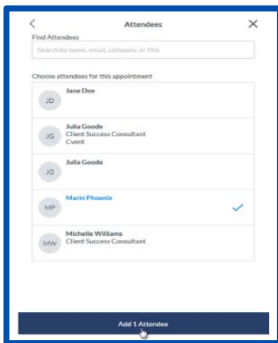 Attendees
Find Attendees
Search by name, email, company, or title
Choose attendees for this appointment
JD
Jane Doe
JG
Julia Goode
Client Success Consultant
Cvent
JG
Julia Goode
MP
Marin Phoenix
MW
Michelle Williams
Client Success Consultant
Add 1 Attendee